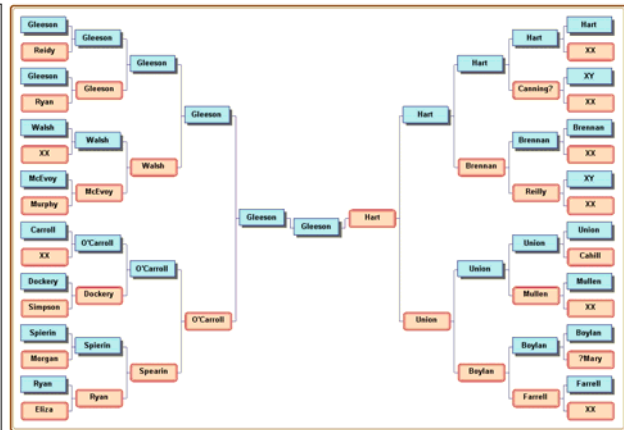 Gleeson
Reidy
Gleeson
Ryan
Walsh
XX
McEvoy
Murphy
Carroll
XX
Dockery
Simpson
Spierin
Morgan
Ryan
Eliza
Gleeson
Gleeson
Walsh
McEvoy
O'Carroll
Dockery
Spierin
Ryan
Gleeson
Walsh
O'Carroll
Spearin
Gleeson
O'Carroll
Gleeson
Gleeson
Hart
Hart
Union
Hart
Brennan
Union
Boylan
Hart
Canning?
Brennan
Reilly
Union
Mullen
Boylan
Farrell
Hart
XX
XY
XX
Brennan
XX
XY
XX
Union
Cahill
Mullen
XX
Boylan
?Mary
Farrell
XX